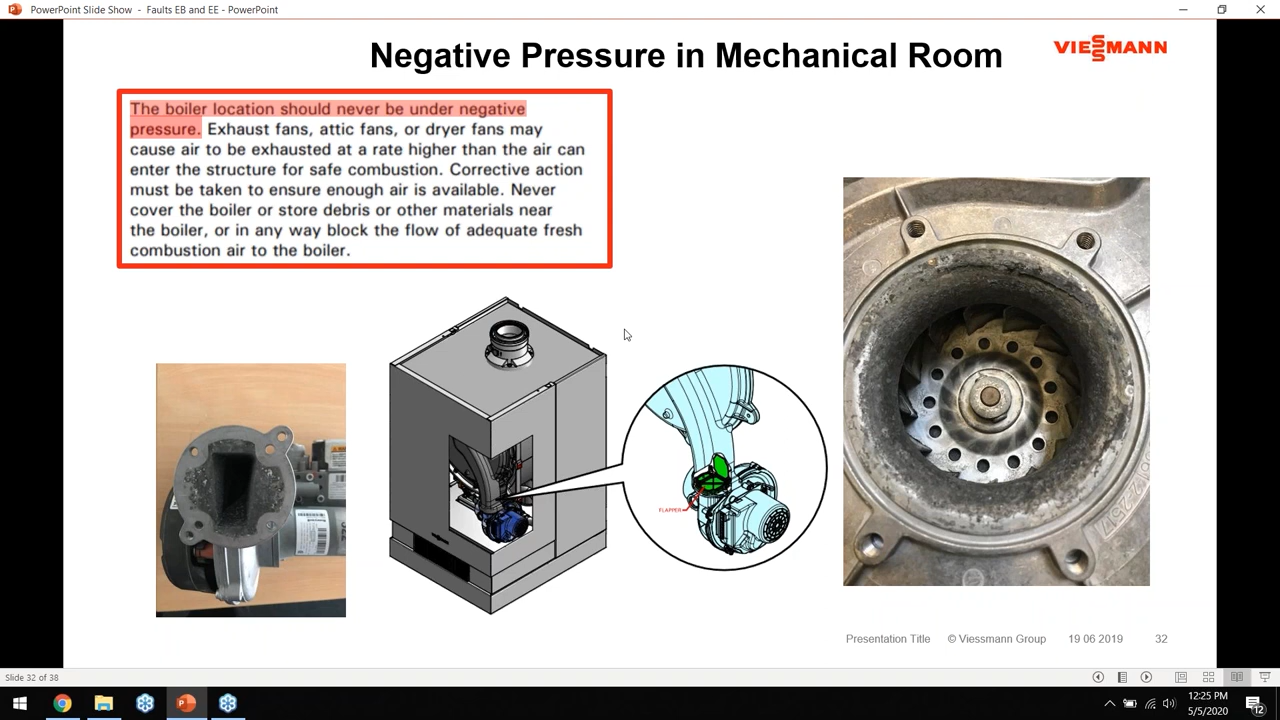 PowerPoint Slide Show - Faults EB and EE - PowerPoint
Negative Pressure in Mechanical Room
VIESSMANN
The boiler location should never be under negative
pressure. Exhaust fans, attic fans, or dryer fans may
cause air to be exhausted at a rate higher than the air can
enter the structure for safe combustion. Corrective action
must be taken to ensure enough air is available. Never
cover the boiler or store debris or other materials near
the boiler, or in any way block the flow of adequate fresh
combustion air to the boiler.
FLAPPER
Presentation Title © Viessmann Group 19 06 2019 32
Slide 32 of 38
12:25 PM
5/5/2020
12